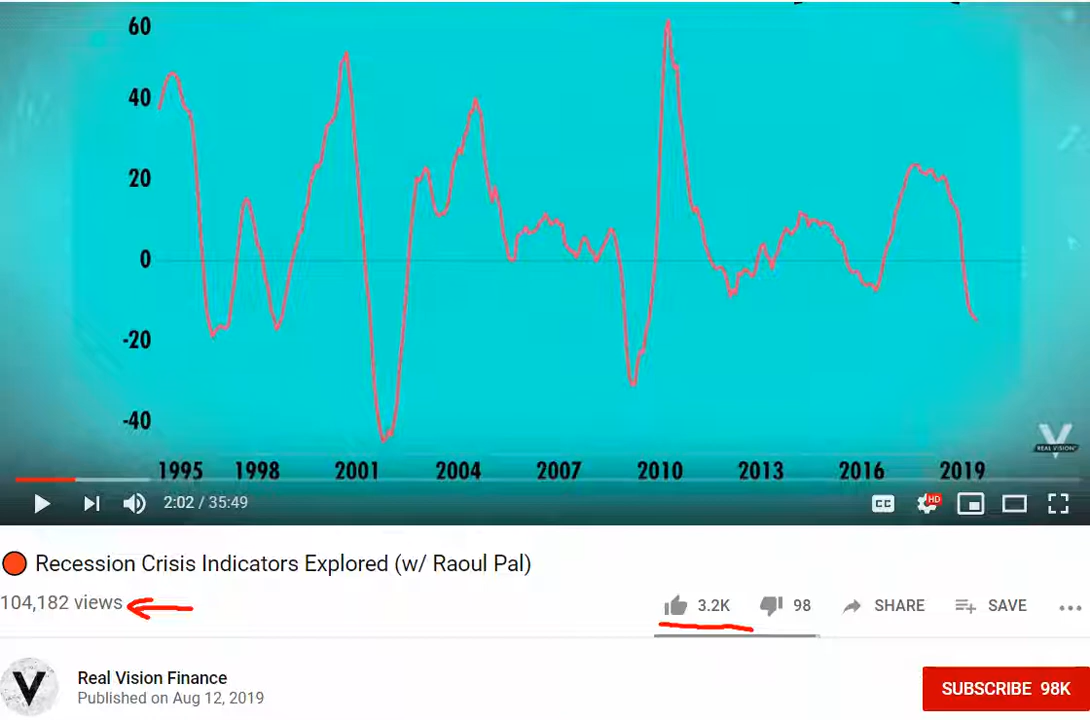 60
40
20
0
-20
-40
1995 1998 2001 2004 2007 2010 2013 2016 2019
V
REAL VISION
2:02 / 35:49
CC
HD
Recession Crisis Indicators Explored (w/ Raoul Pal)
104,182 views
3.2K 98 SHARE SAVE
V
Real Vision Finance
Published on Aug 12, 2019
SUBSCRIBE 98K